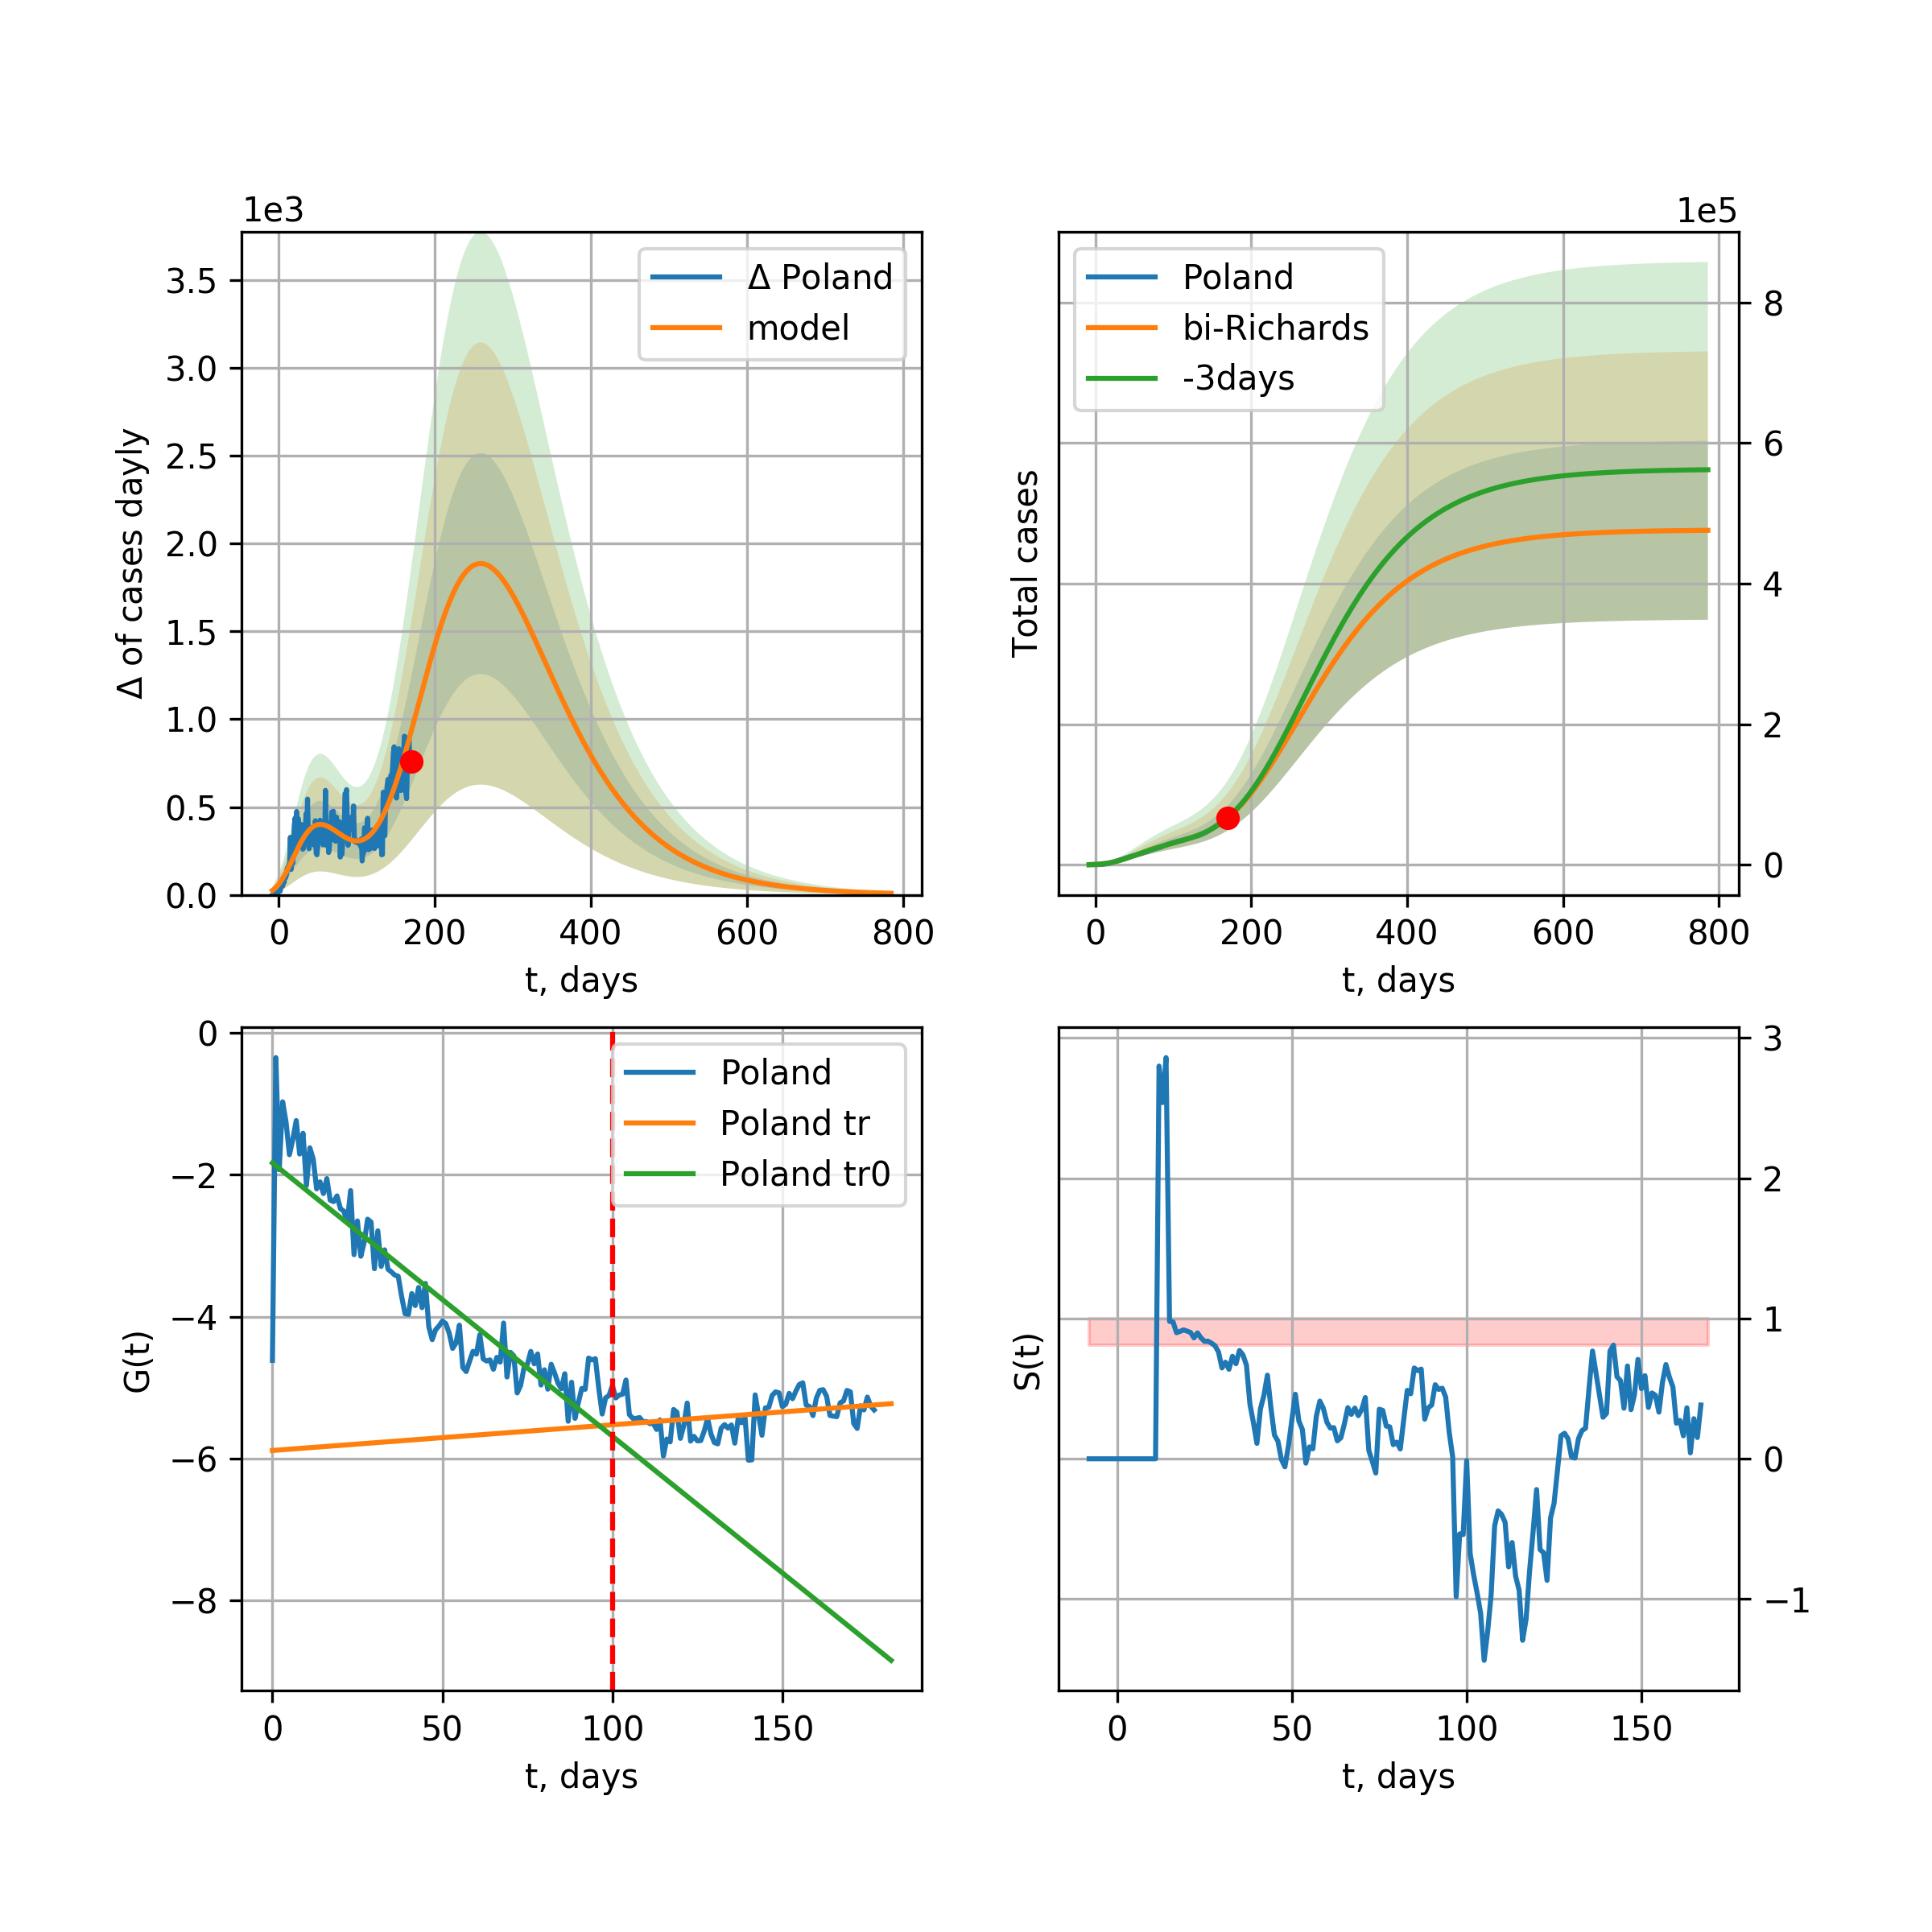 1e3
Δ Poland
model
3.5
3.0
2.5
2.0
1.5
1.0
0.5
0.0
Δ of cases dayly
0 200 400 600 800
t, days
1e5
Poland
bi-Richards
-3days
8
6
4
2
0
Total cases
0 200 400 600 800
t, days
Poland
Poland tr
Poland tr0
0
−2
−4
−6
−8
G(t)
0 50 100 150
t, days
3
2
1
0
−1
S(t)
0 50 100 150
t, days